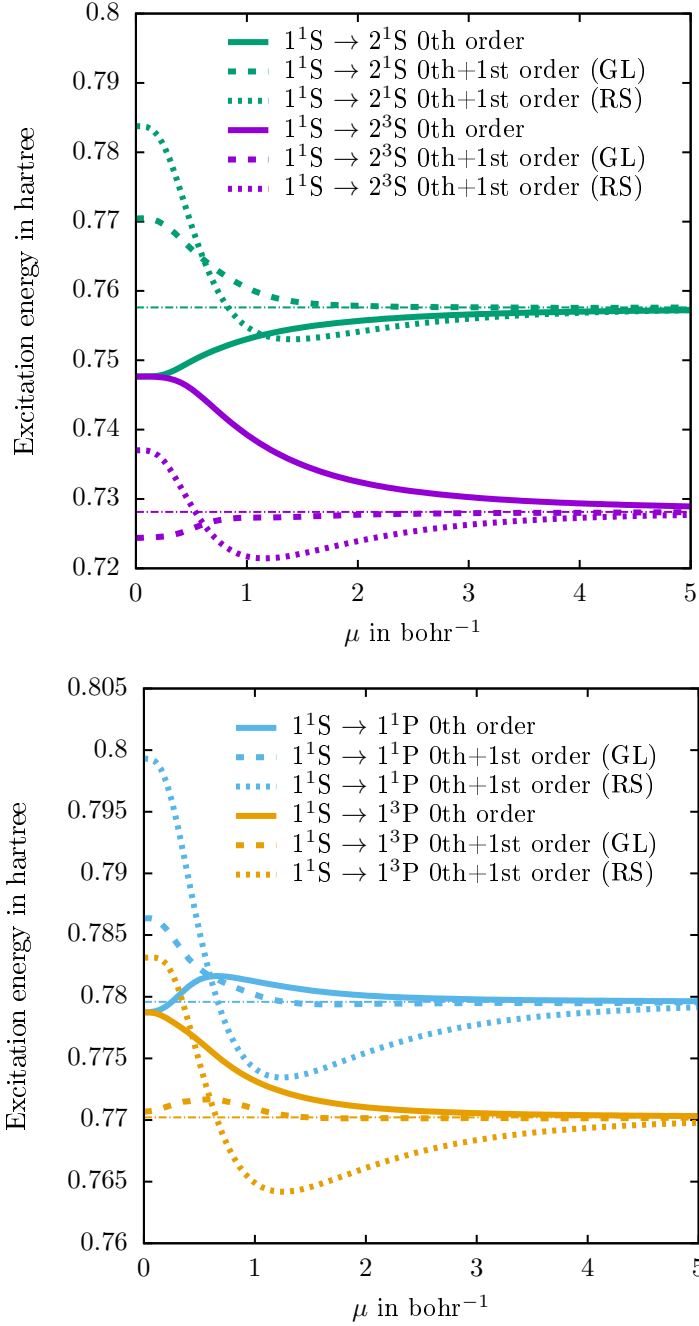 0.8
0.79
0.78
0.77
0.76
0.75
0.74
0.73
0.72
Excitation energy in hartree
1¹S → 2¹S 0th order
1¹S → 2¹S 0th+1st order (GL)
1¹S → 2¹S 0th+1st order (RS)
1¹S → 2³S 0th order
1¹S → 2³S 0th+1st order (GL)
1¹S → 2³S 0th+1st order (RS)
0 1 2 3 4 5
μ in bohr⁻¹
0.805
0.8
0.795
0.79
0.785
0.78
0.775
0.77
0.765
0.76
Excitation energy in hartree
1¹S → 1¹P 0th order
1¹S → 1¹P 0th+1st order (GL)
1¹S → 1¹P 0th+1st order (RS)
1¹S → 1³P 0th order
1¹S → 1³P 0th+1st order (GL)
1¹S → 1³P 0th+1st order (RS)
0 1 2 3 4 5
μ in bohr⁻¹